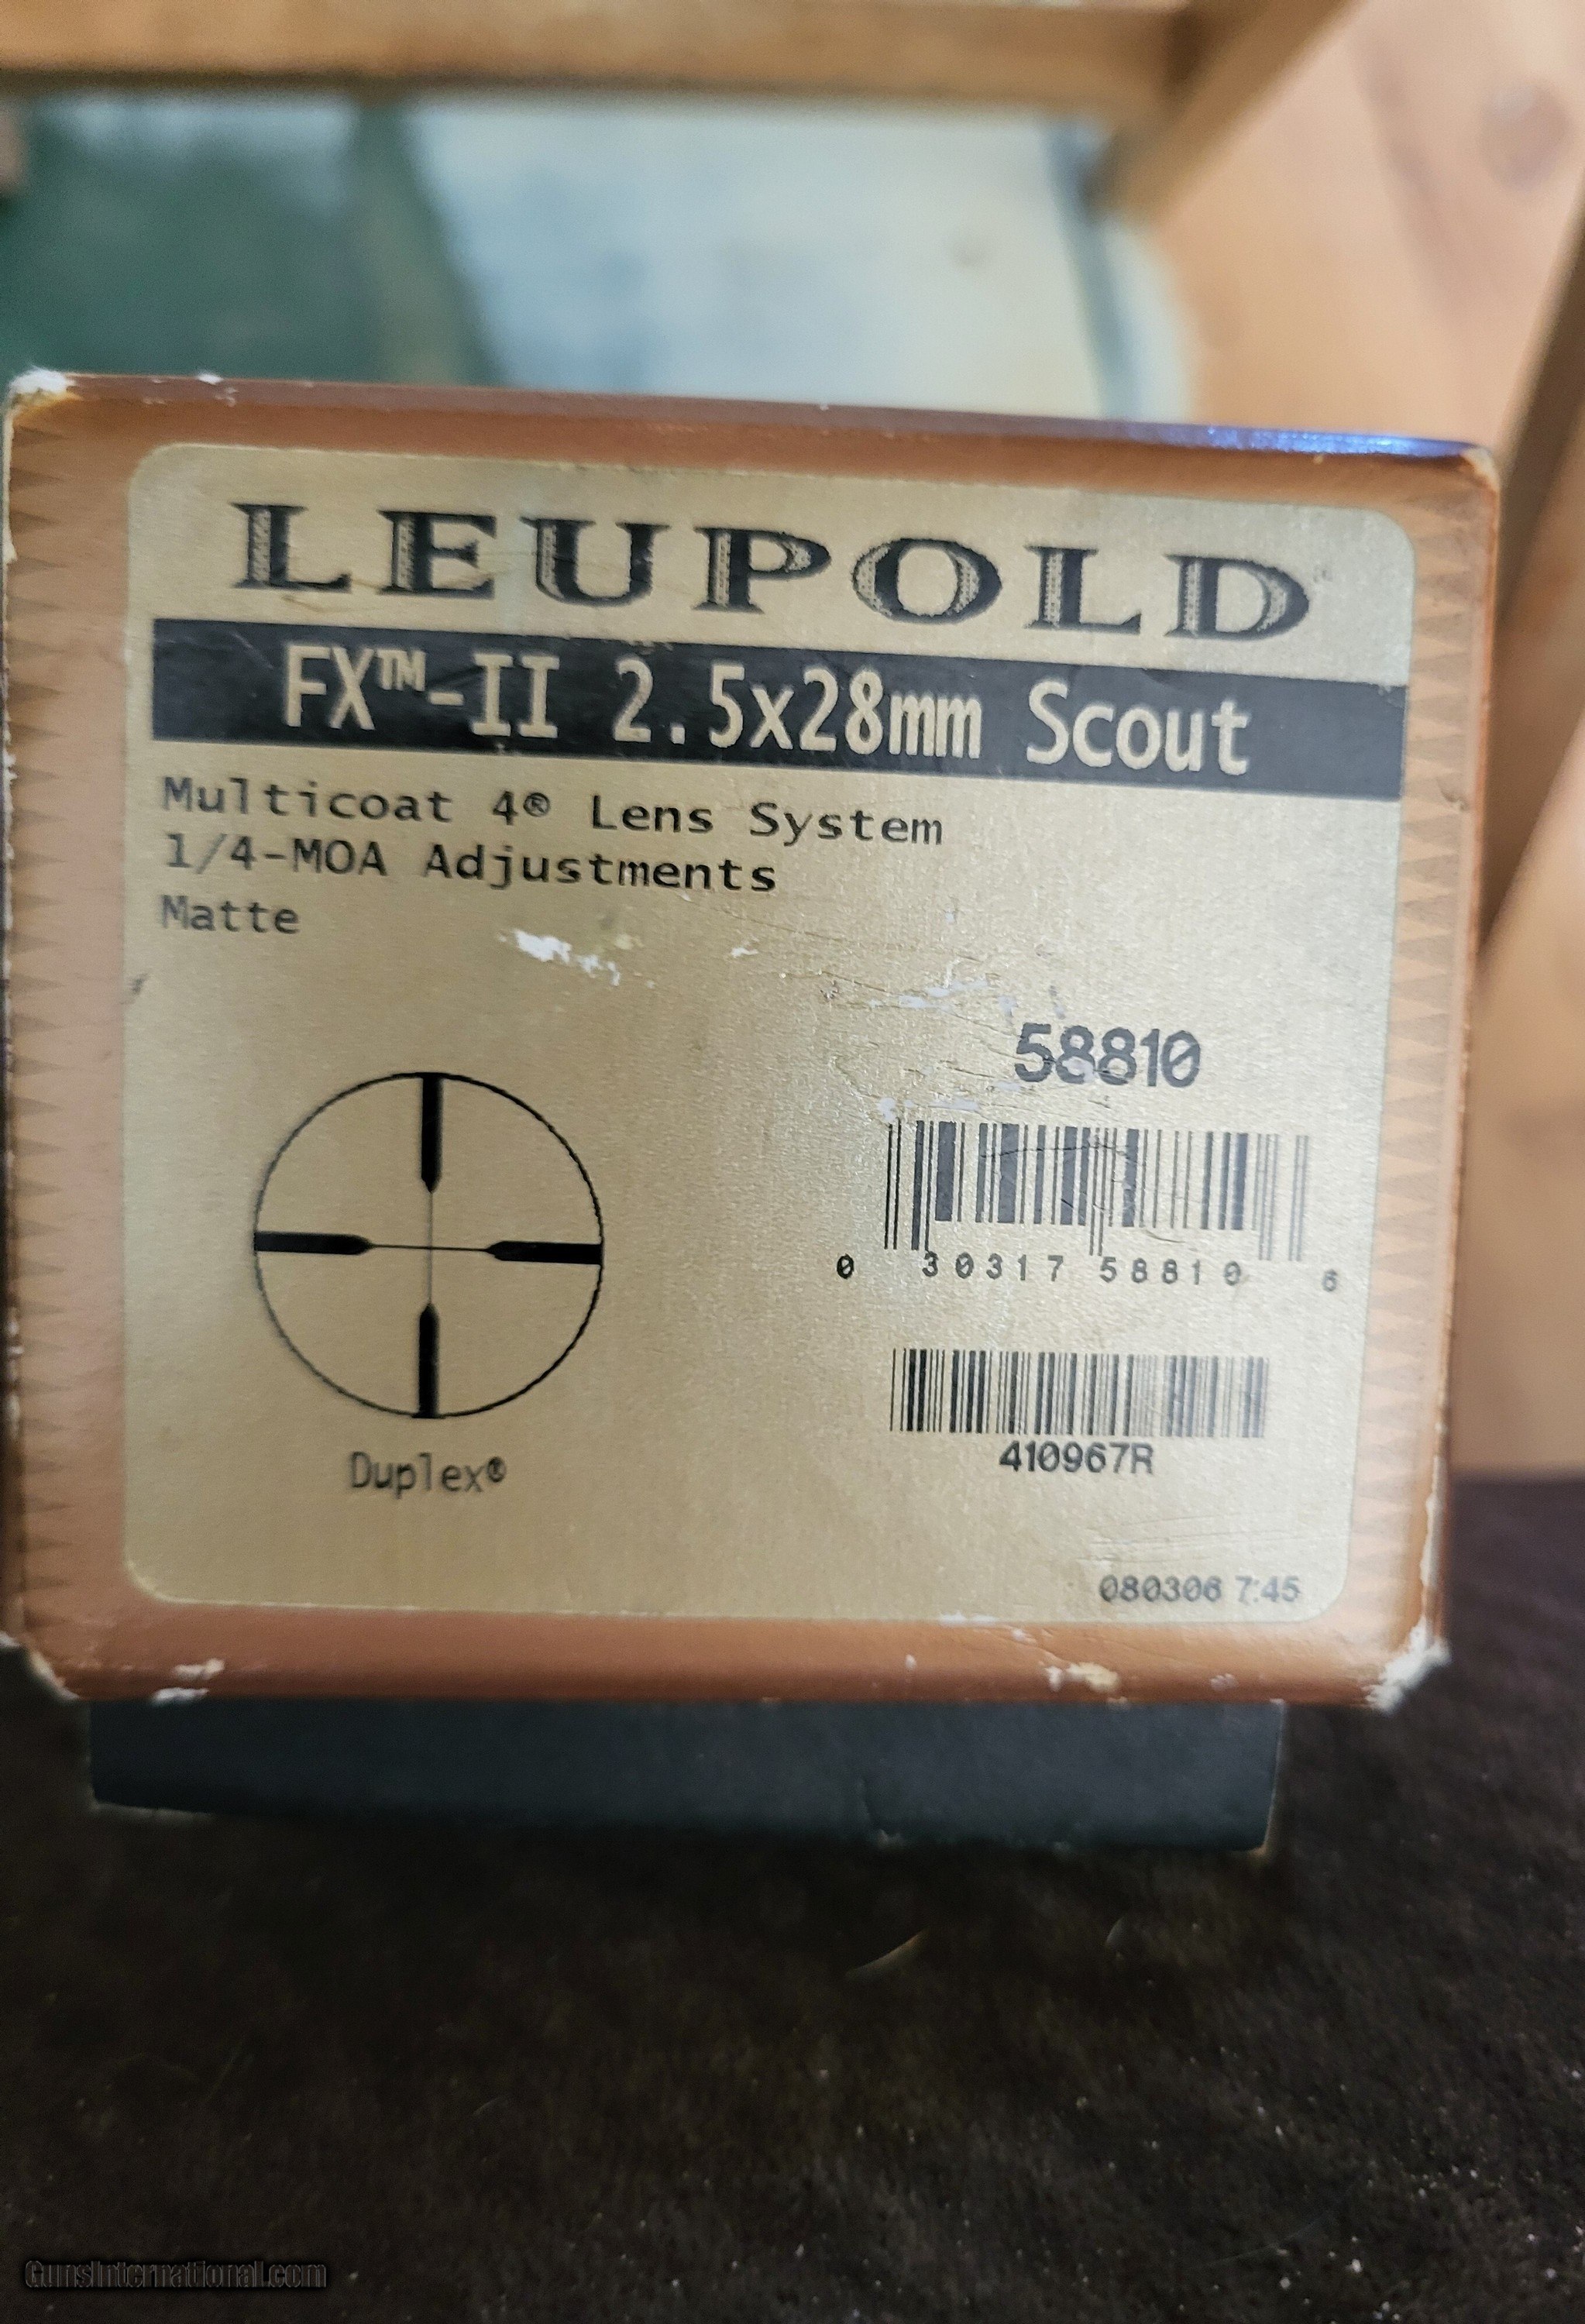 LEUPOLD
FX™-II 2.5x28mm Scout
Multicoat 4® Lens System
1/4-MOA Adjustments
Matte
58810
0 30317 58810 6
410967R
Duplex®
080306 7:45
GunsInternational.com